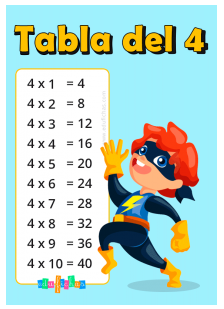 Tabla del 4
4 x 1 = 4
4 x 2 = 8
4 x 3 = 12
4 x 4 = 16
4 x 5 = 20
4 x 6 = 24
4 x 7 = 28
4 x 8 = 32
4 x 9 = 36
4 x 10 = 40